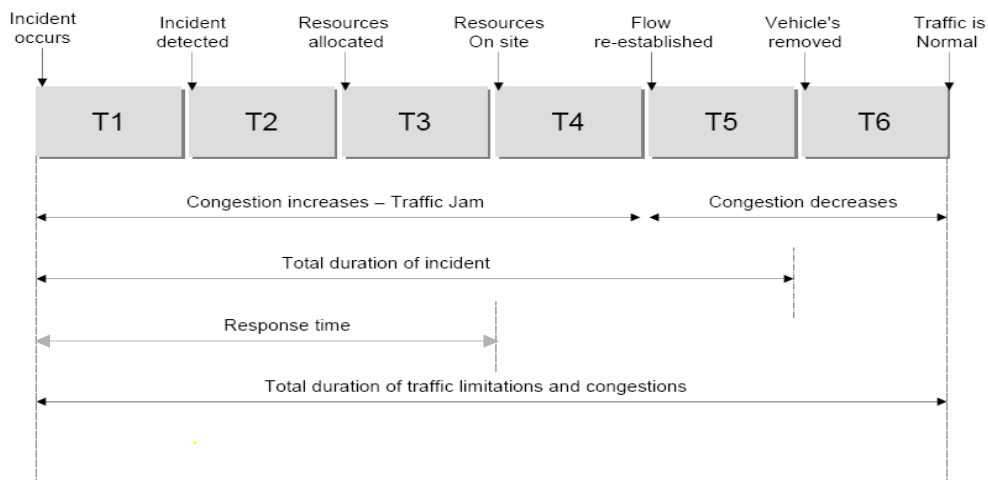 Incident
occurs
Incident
detected
Resources
allocated
Resources
On site
Flow
re-established
Vehicle's
removed
Traffic is
Normal
T1
T2
T3
T4
T5
T6
Congestion increases – Traffic Jam
Congestion decreases
Total duration of incident
Response time
Total duration of traffic limitations and congestions